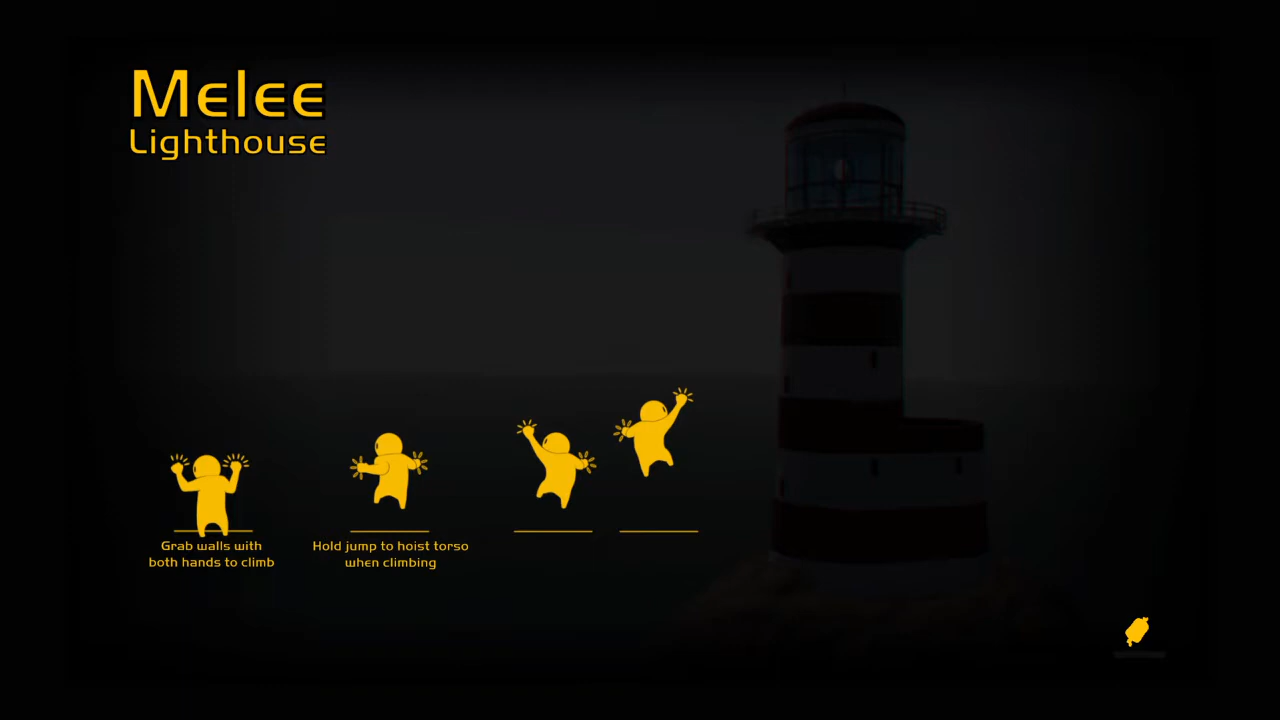 Melee
Lighthouse
Grab walls with
both hands to climb
Hold jump to hoist torso
when climbing